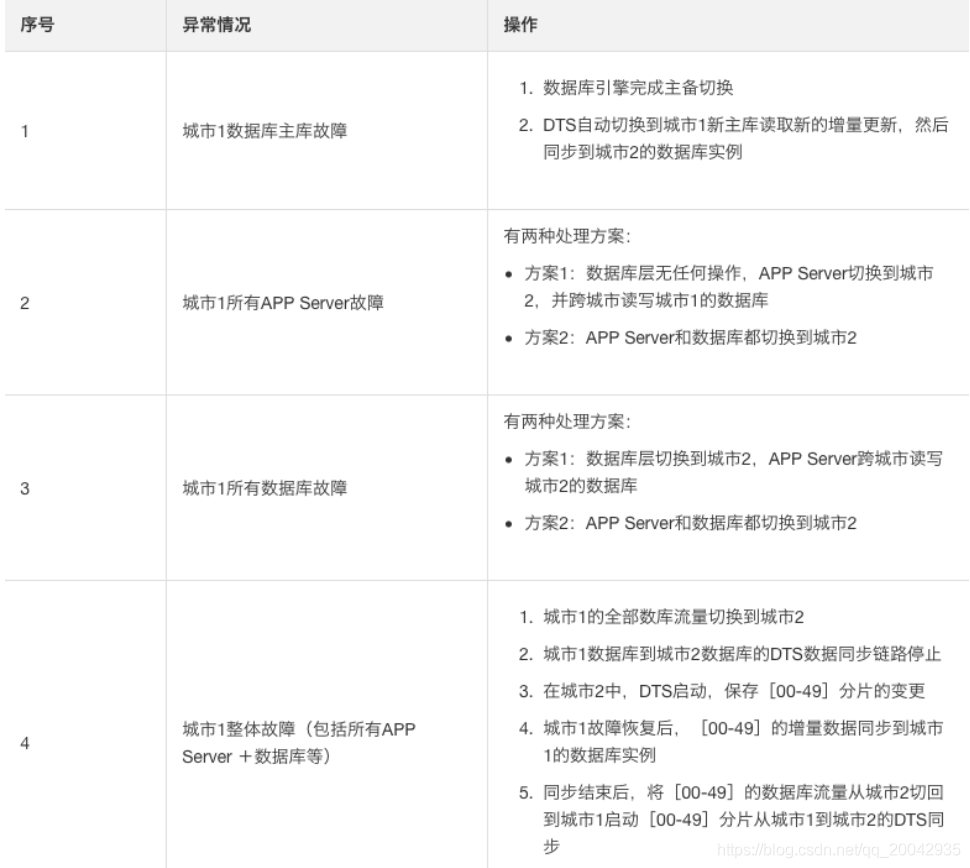 序号
异常情况
操作
1
城市1数据库主库故障
1. 数据库引擎完成主备切换
2. DTS自动切换到城市1新主库读取新的增量更新，然后
同步到城市2的数据库实例
2
城市1所有APP Server故障
有两种处理方案：
• 方案1：数据库层无任何操作，APP Server切换到城市
2，并跨城市读写城市1的数据库
• 方案2：APP Server和数据库都切换到城市2
3
城市1所有数据库故障
有两种处理方案：
• 方案1：数据库层切换到城市2，APP Server跨城市读写
城市2的数据库
• 方案2：APP Server和数据库都切换到城市2
4
城市1整体故障（包括所有APP
Server ＋数据库等）
1. 城市1的全部数库流量切换到城市2
2. 城市1数据库到城市2数据库的DTS数据同步链路停止
3. 在城市2中，DTS启动，保存［00-49］分片的变更
4. 城市1故障恢复后，［00-49］的增量数据同步到城市
1的数据库实例
5. 同步结束后，将［00-49］的数据库流量从城市2切回
到城市1启动［00-49］分片从城市1到城市2的DTS同
步
https://blog.csdn.net/qq_20042935